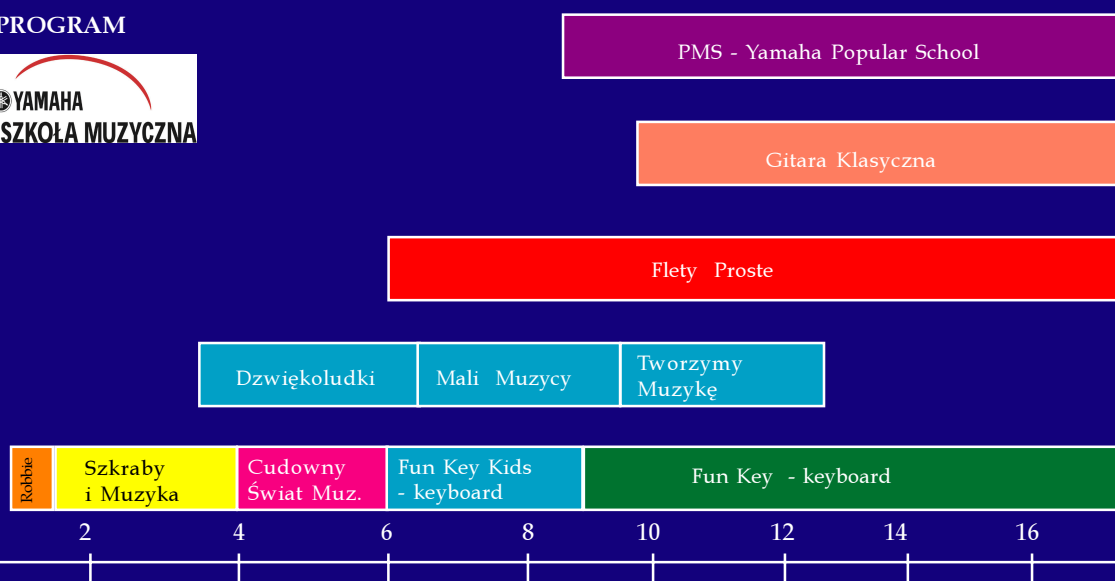 PROGRAM
YAMAHA
SZKOŁA MUZYCZNA
PMS - Yamaha Popular School
Gitara Klasyczna
Flety Proste
Dzwiękoludki
Mali Muzycy
Tworzymy
Muzykę
Robbie
Szkraby
i Muzyka
Cudowny
Świat Muz.
Fun Key Kids
- keyboard
Fun Key - keyboard
2 4 6 8 10 12 14 16